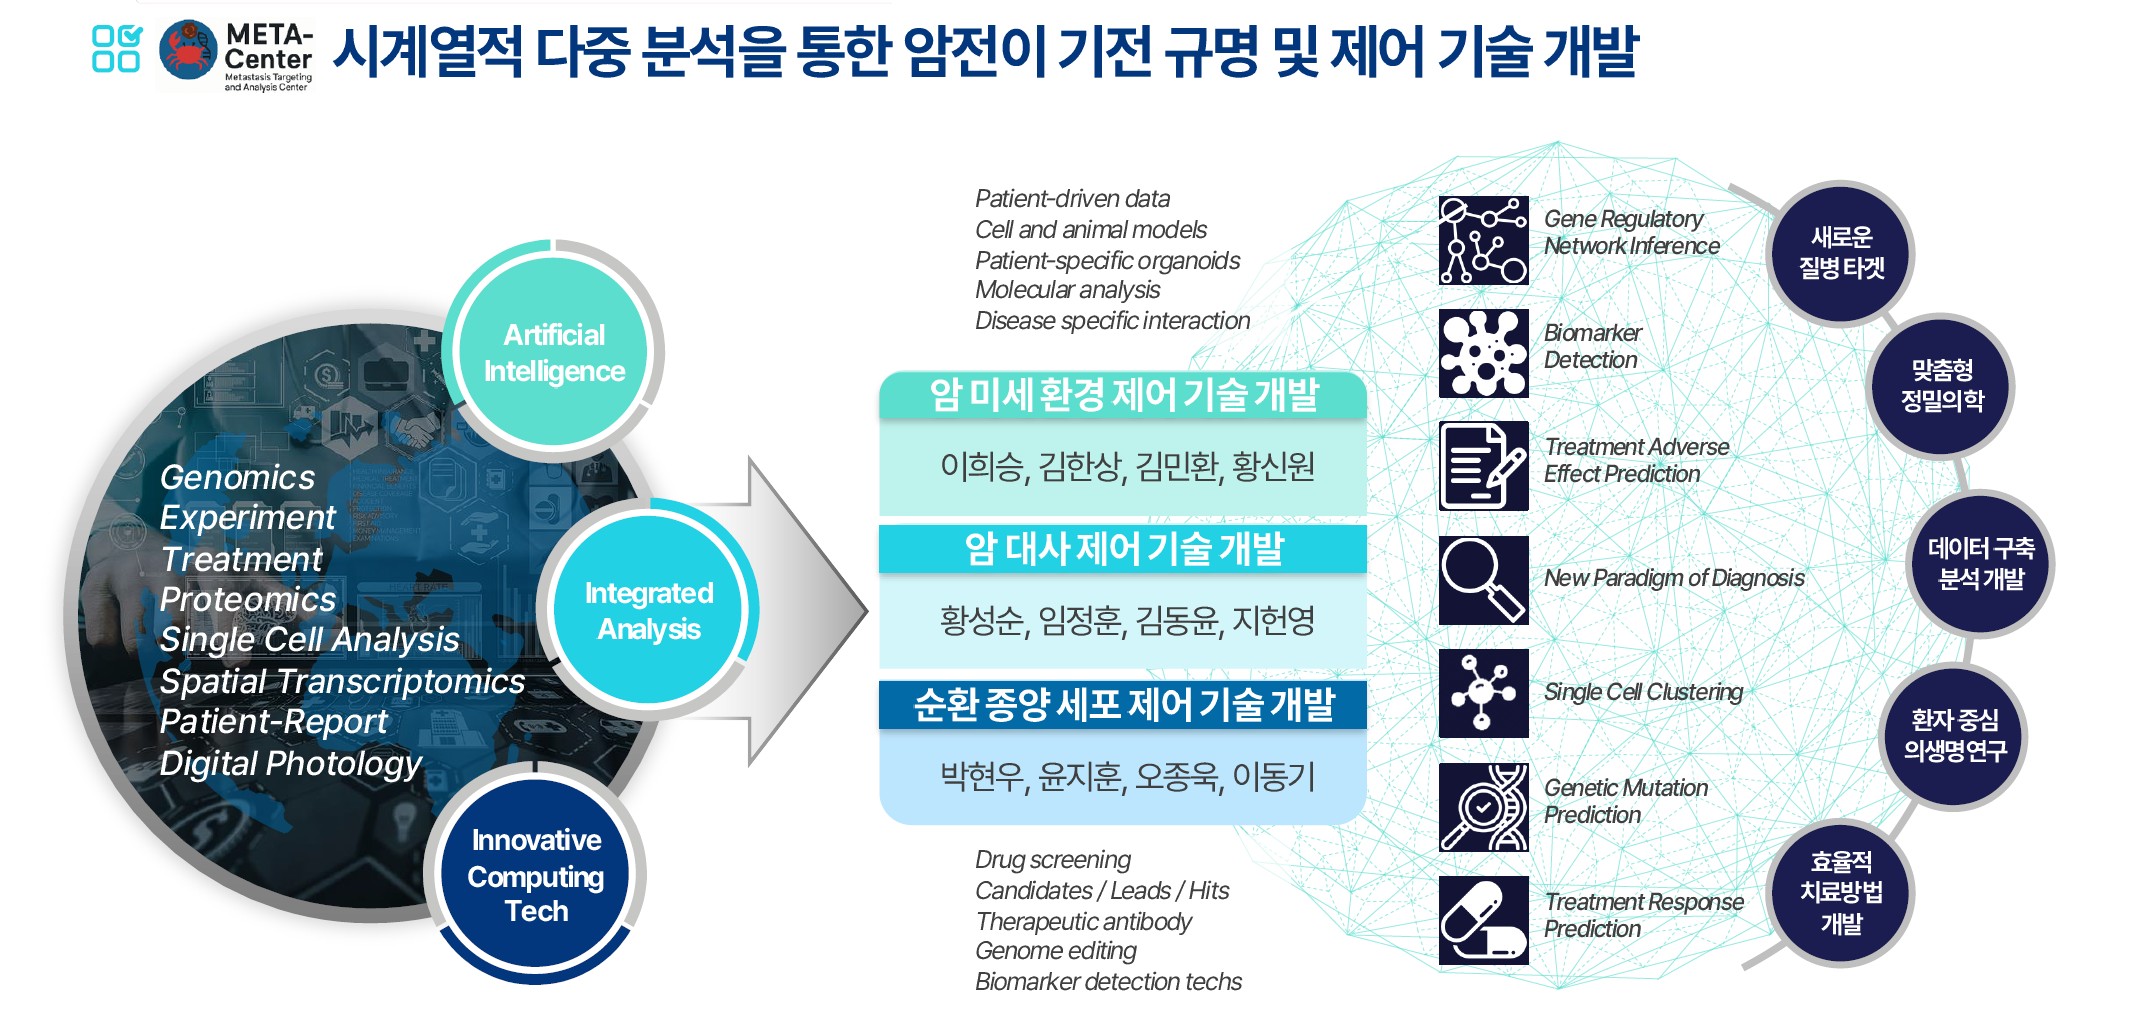 META-
Center
Metastasis Targeting
and Analysis Center
시계열적 다중 분석을 통한 암전이 기전 규명 및 제어 기술 개발
Artificial
Intelligence
Genomics
Experiment
Treatment
Proteomics
Single Cell Analysis
Spatial Transcriptomics
Patient-Report
Digital Photology
Integrated
Analysis
Innovative
Computing
Tech
Patient-driven data
Cell and animal models
Patient-specific organoids
Molecular analysis
Disease specific interaction
암 미세 환경 제어 기술 개발
이희승, 김한상, 김민환, 황신원
암 대사 제어 기술 개발
황성순, 임정훈, 김동윤, 지헌영
순환 종양 세포 제어 기술 개발
박현우, 윤지훈, 오종욱, 이동기
Drug screening
Candidates / Leads / Hits
Therapeutic antibody
Genome editing
Biomarker detection techs
Gene Regulatory
Network Inference
Biomarker
Detection
Treatment Adverse
Effect Prediction
New Paradigm of Diagnosis
Single Cell Clustering
Genetic Mutation
Prediction
Treatment Response
Prediction
새로운
질병 타겟
맞춤형
정밀의학
데이터 구축
분석 개발
환자 중심
의생명 연구
효율적
치료방법
개발